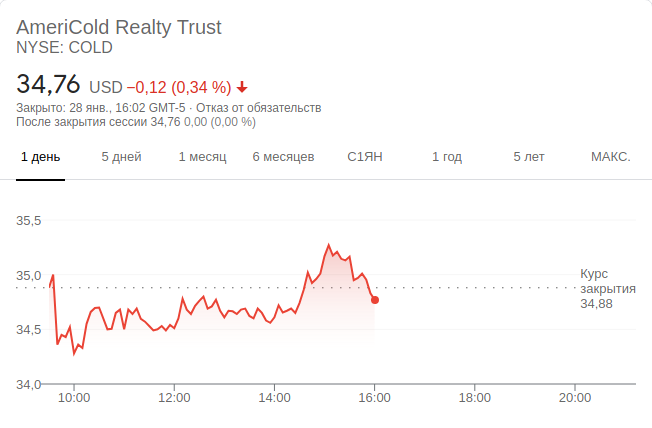 AmeriCold Realty Trust
NYSE: COLD
34,76 USD −0,12 (0,34 %)
Закрыто: 28 янв., 16:02 GMT-5 · Отказ от обязательств
После закрытия сессии 34,76 0,00 (0,00 %)
1 день 5 дней 1 месяц 6 месяцев С1ЯН 1 год 5 лет МАКС.
35,5
35,0
34,5
34,0
Курс
закрытия
34,88
10:00 12:00 14:00 16:00 18:00 20:00